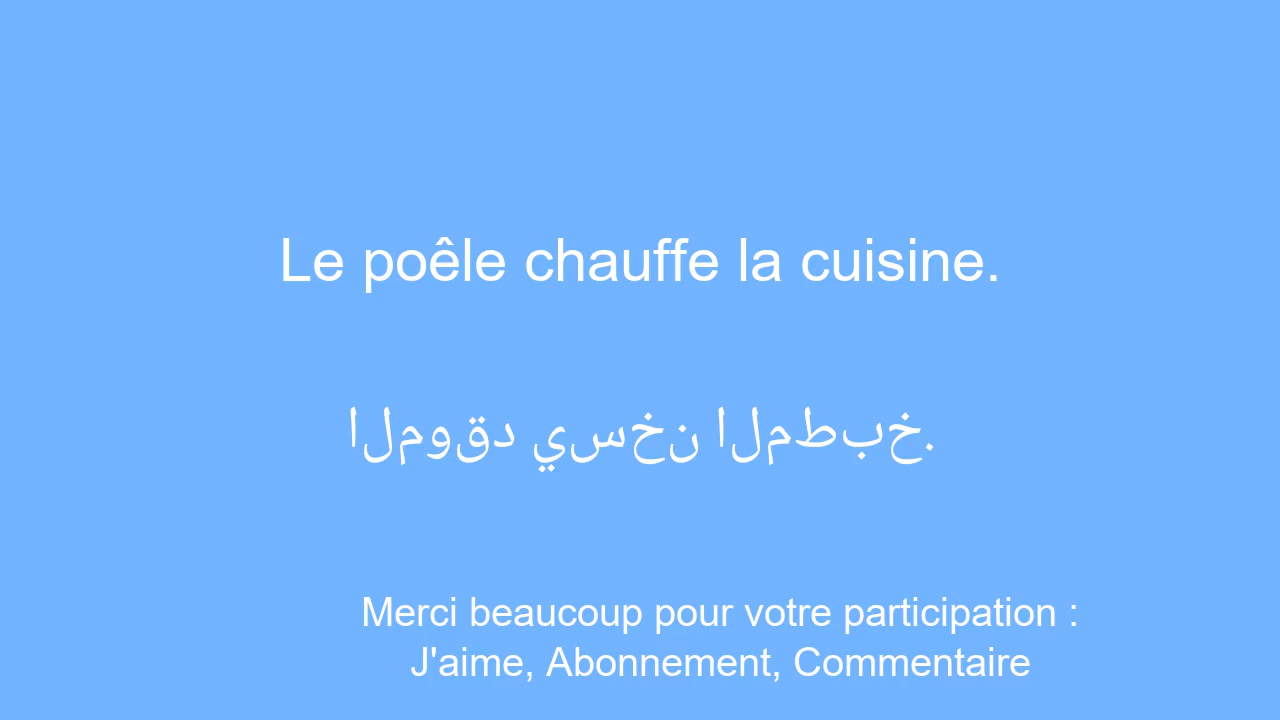 Le poêle chauffe la cuisine.
الموقد يسخن المطبخ.
Merci beaucoup pour votre participation :
J'aime, Abonnement, Commentaire